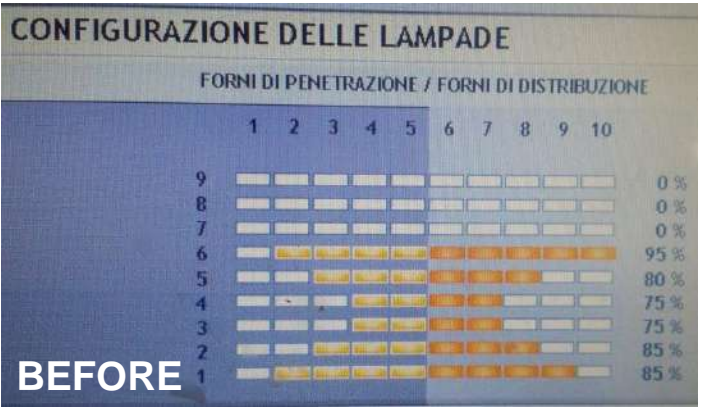 CONFIGURAZIONE DELLE LAMPADE
FORNI DI PENETRAZIONE / FORNI DI DISTRIBUZIONE
1 2 3 4 5 6 7 8 9 10
9 0 %
8 0 %
7 0 %
6 95 %
5 80 %
4 75 %
3 75 %
2 85 %
1 85 %
BEFORE